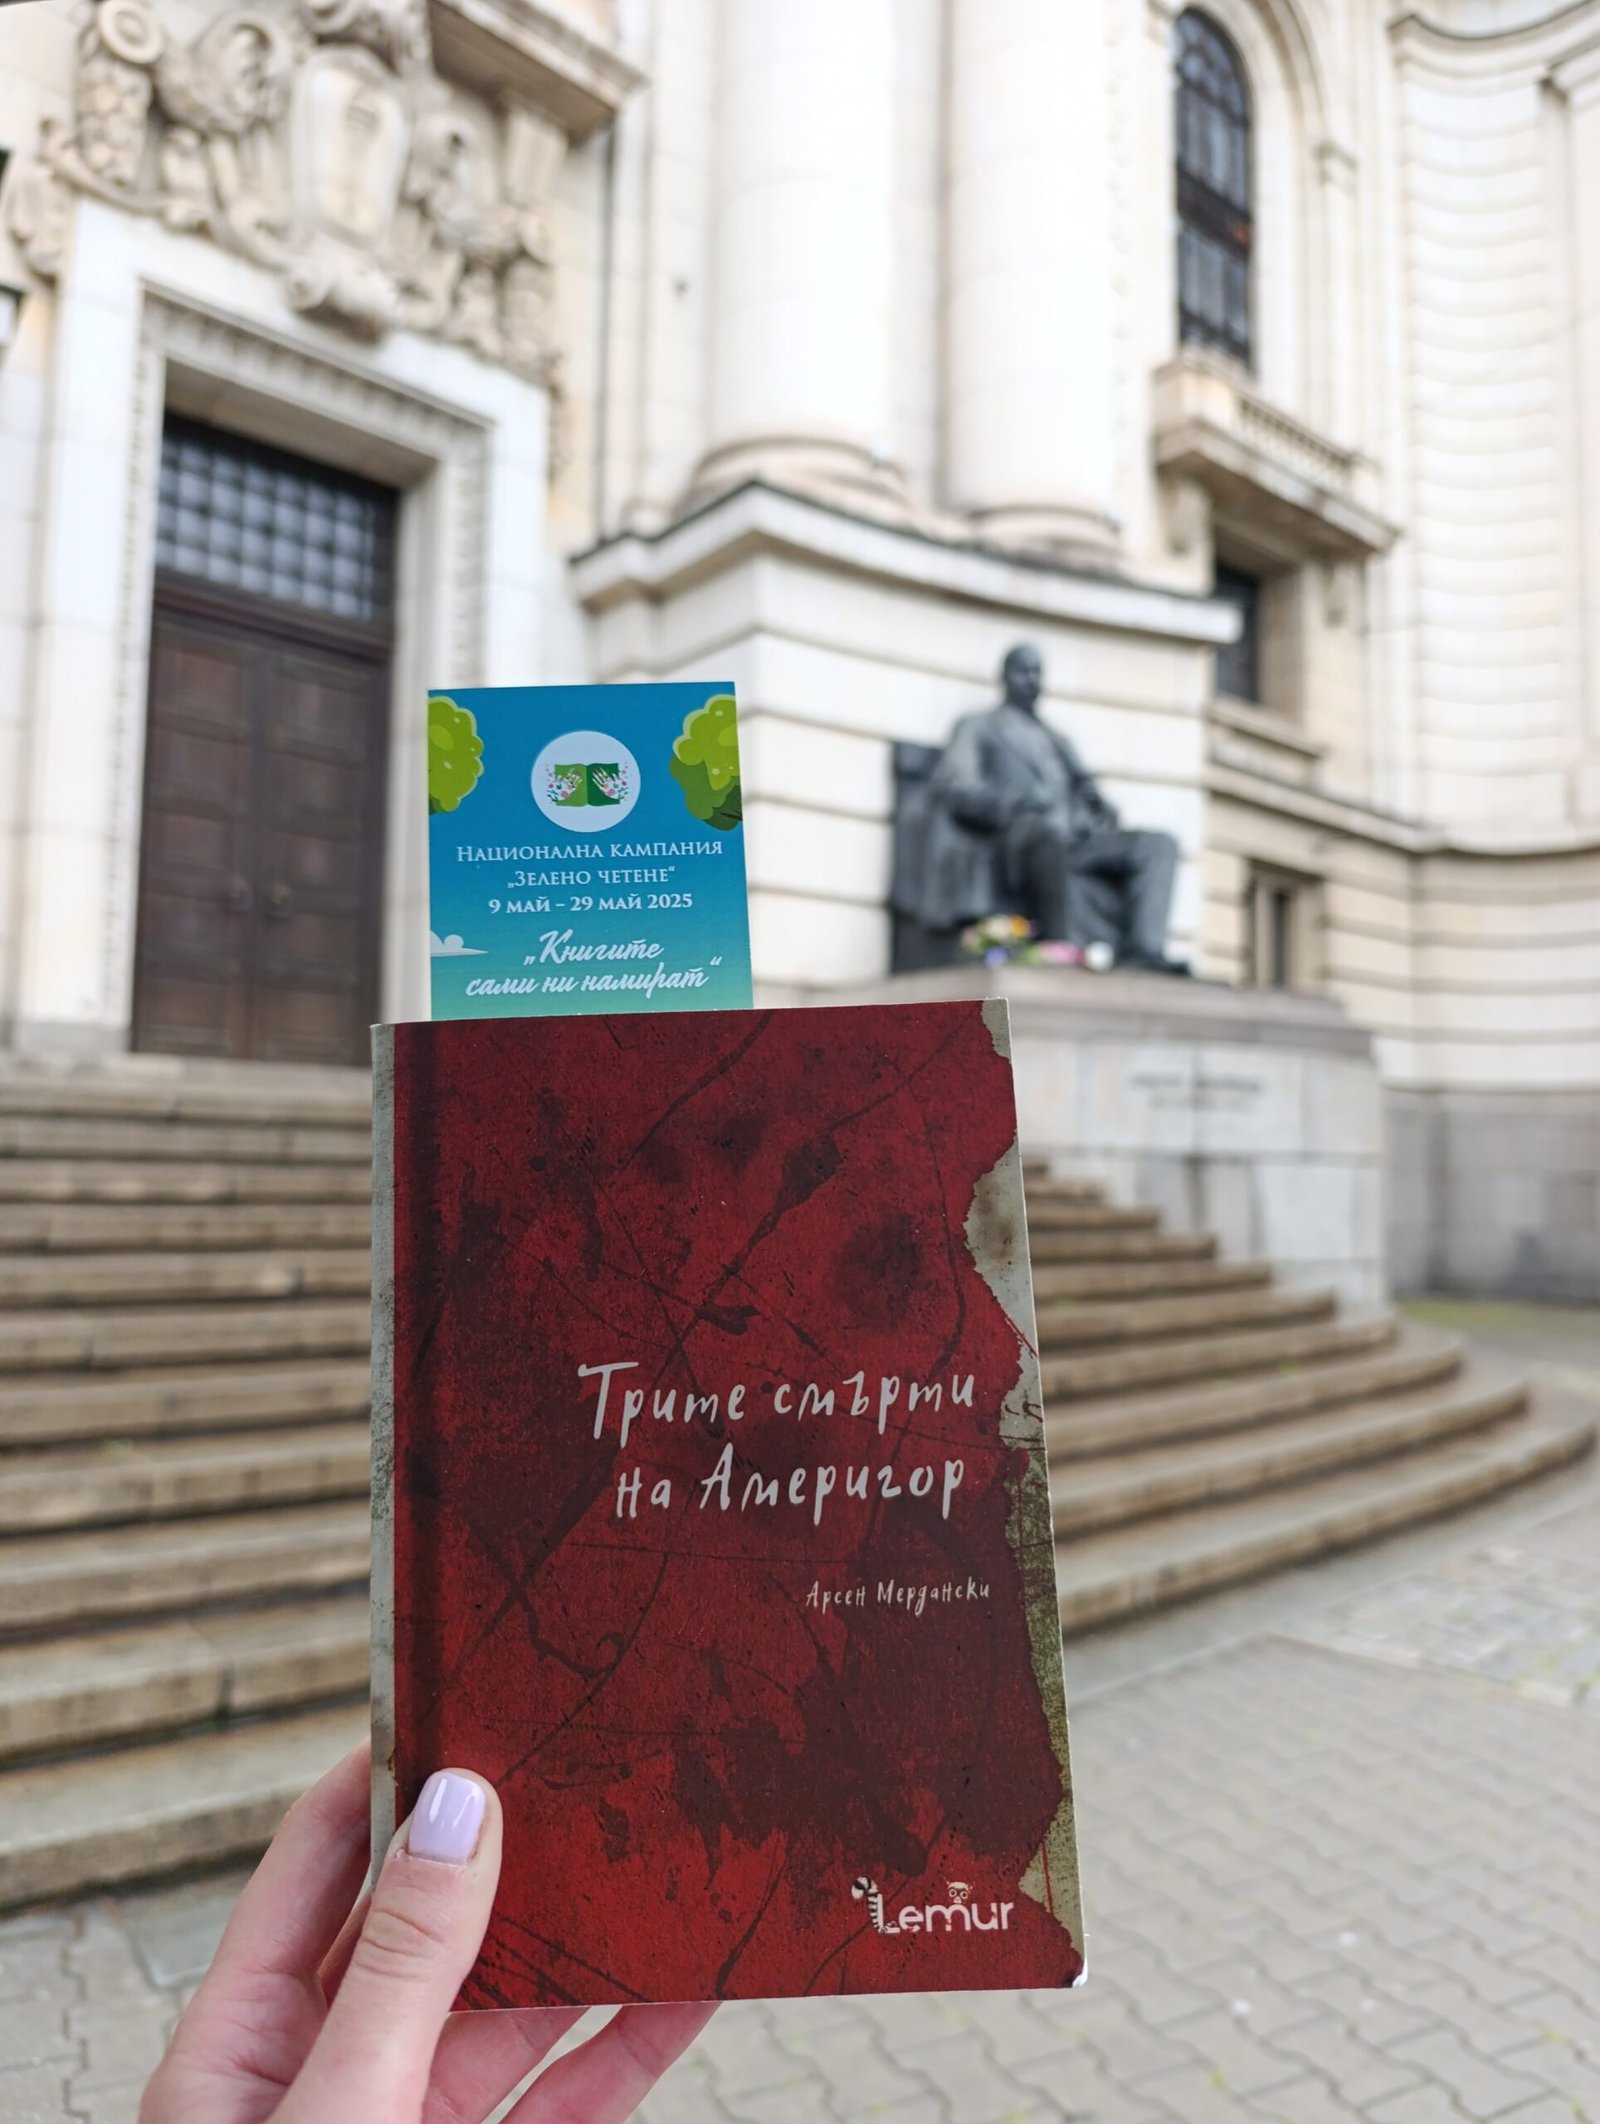 Национална кампания
„Зелено четене“
9 май – 29 май 2025
„Книгите
сами ни намират“
Трите смърти
на Америгор
Арсен Мердански
Lemur